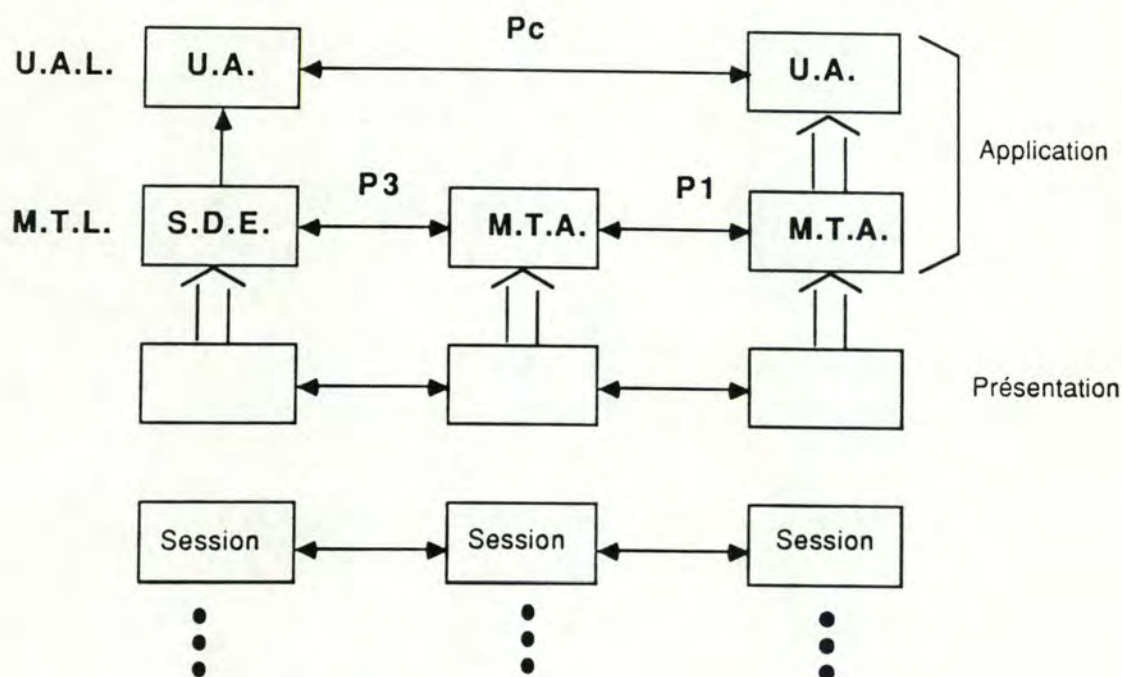 Pc
U.A.L. U.A. U.A.
Application
P3 P1
M.T.L. S.D.E. M.T.A. M.T.A.
Présentation
Session Session Session